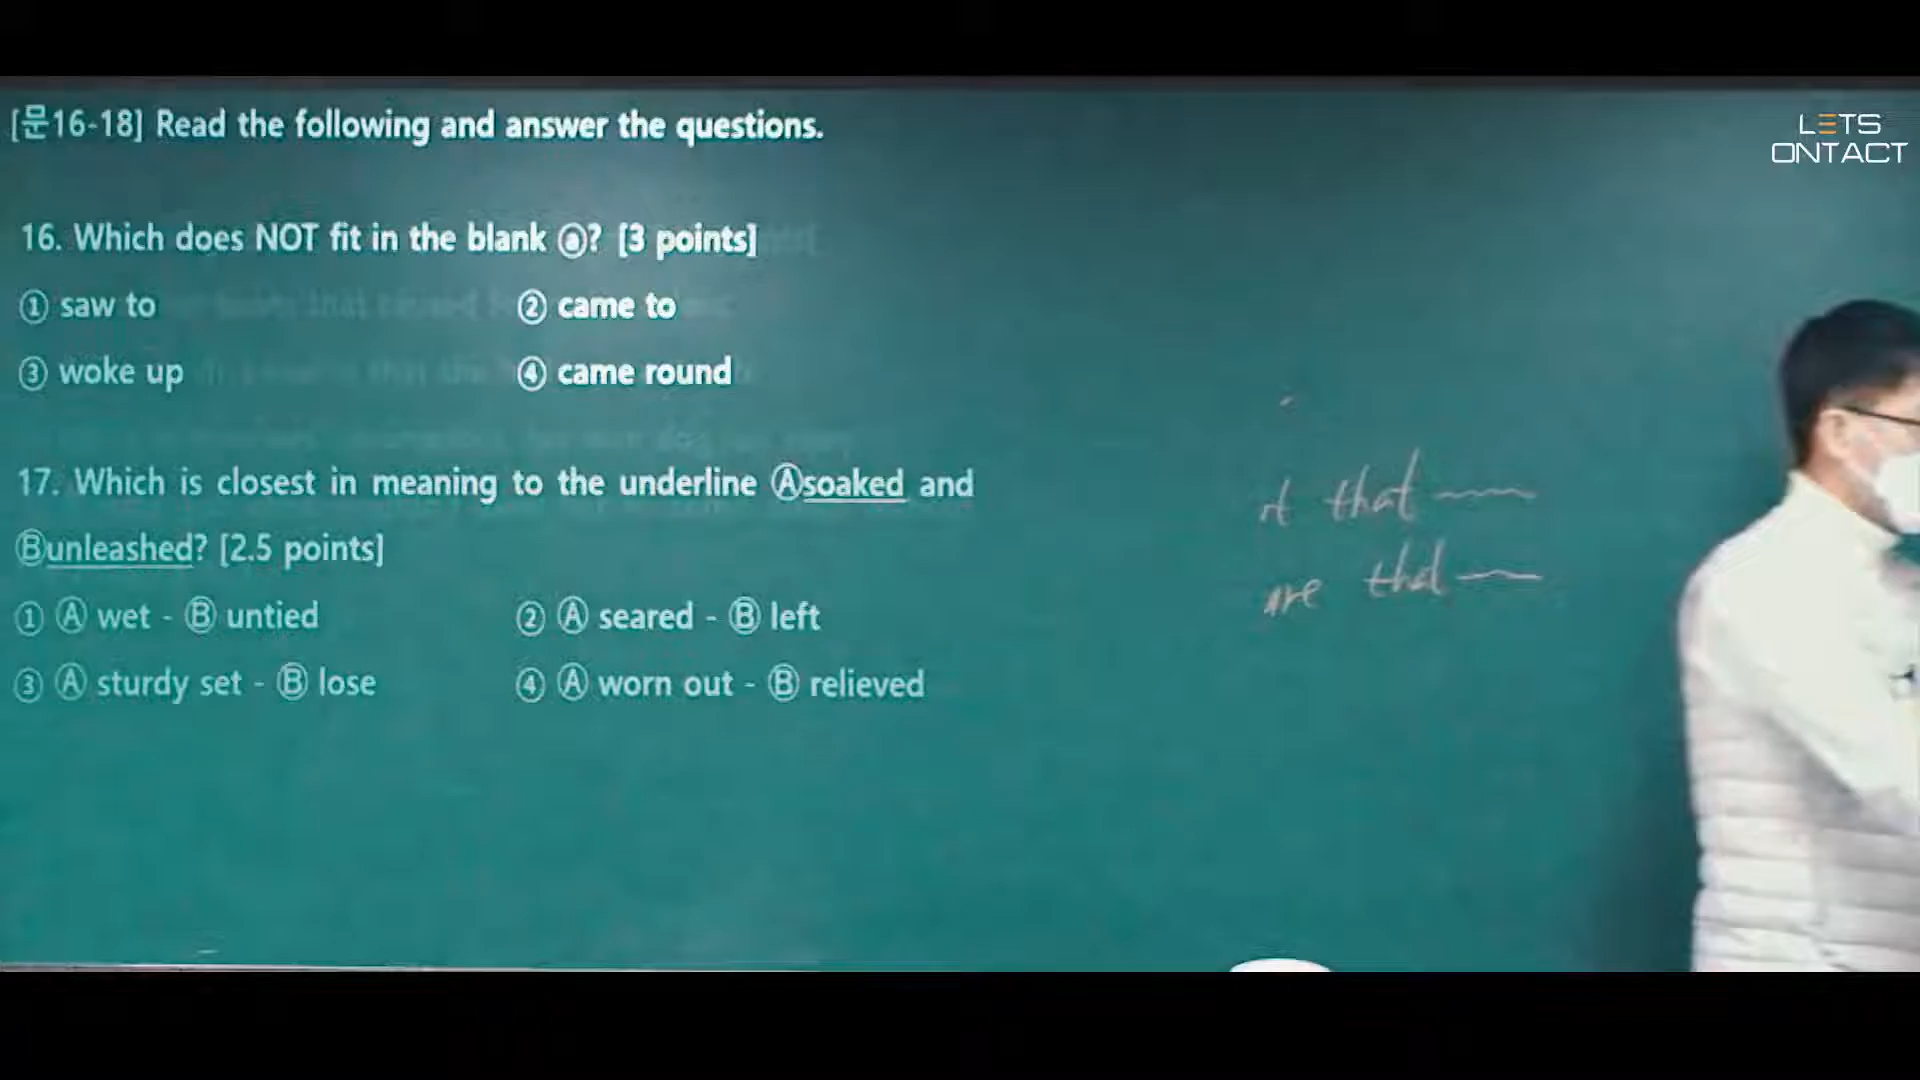 [문16-18] Read the following and answer the questions.
LETS
ONTACT
16. Which does NOT fit in the blank ⓐ? [3 points]
① saw to ② came to
③ woke up ④ came round
17. Which is closest in meaning to the underline Ⓐsoaked and
Ⓑunleashed? [2.5 points]
① Ⓐ wet - Ⓑ untied ② Ⓐ seared - Ⓑ left
③ Ⓐ sturdy set - Ⓑ lose ④ Ⓐ worn out - Ⓑ relieved
that
are that